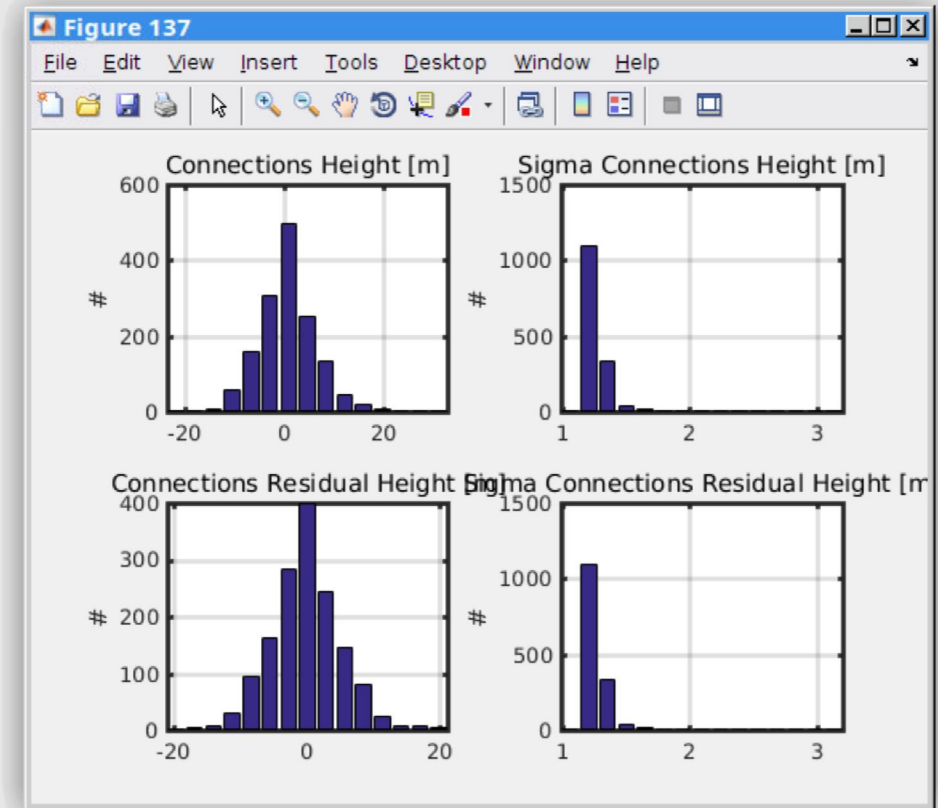 Figure 137
File Edit View Insert Tools Desktop Window Help
Connections Height [m]
600
400
200
0
#
-20 0 20
Sigma Connections Height [m]
1500
1000
500
0
#
1 2 3
Connections Residual Height [m]
400
300
200
100
0
#
-20 0 20
Sigma Connections Residual Height [m
1500
1000
500
0
#
1 2 3